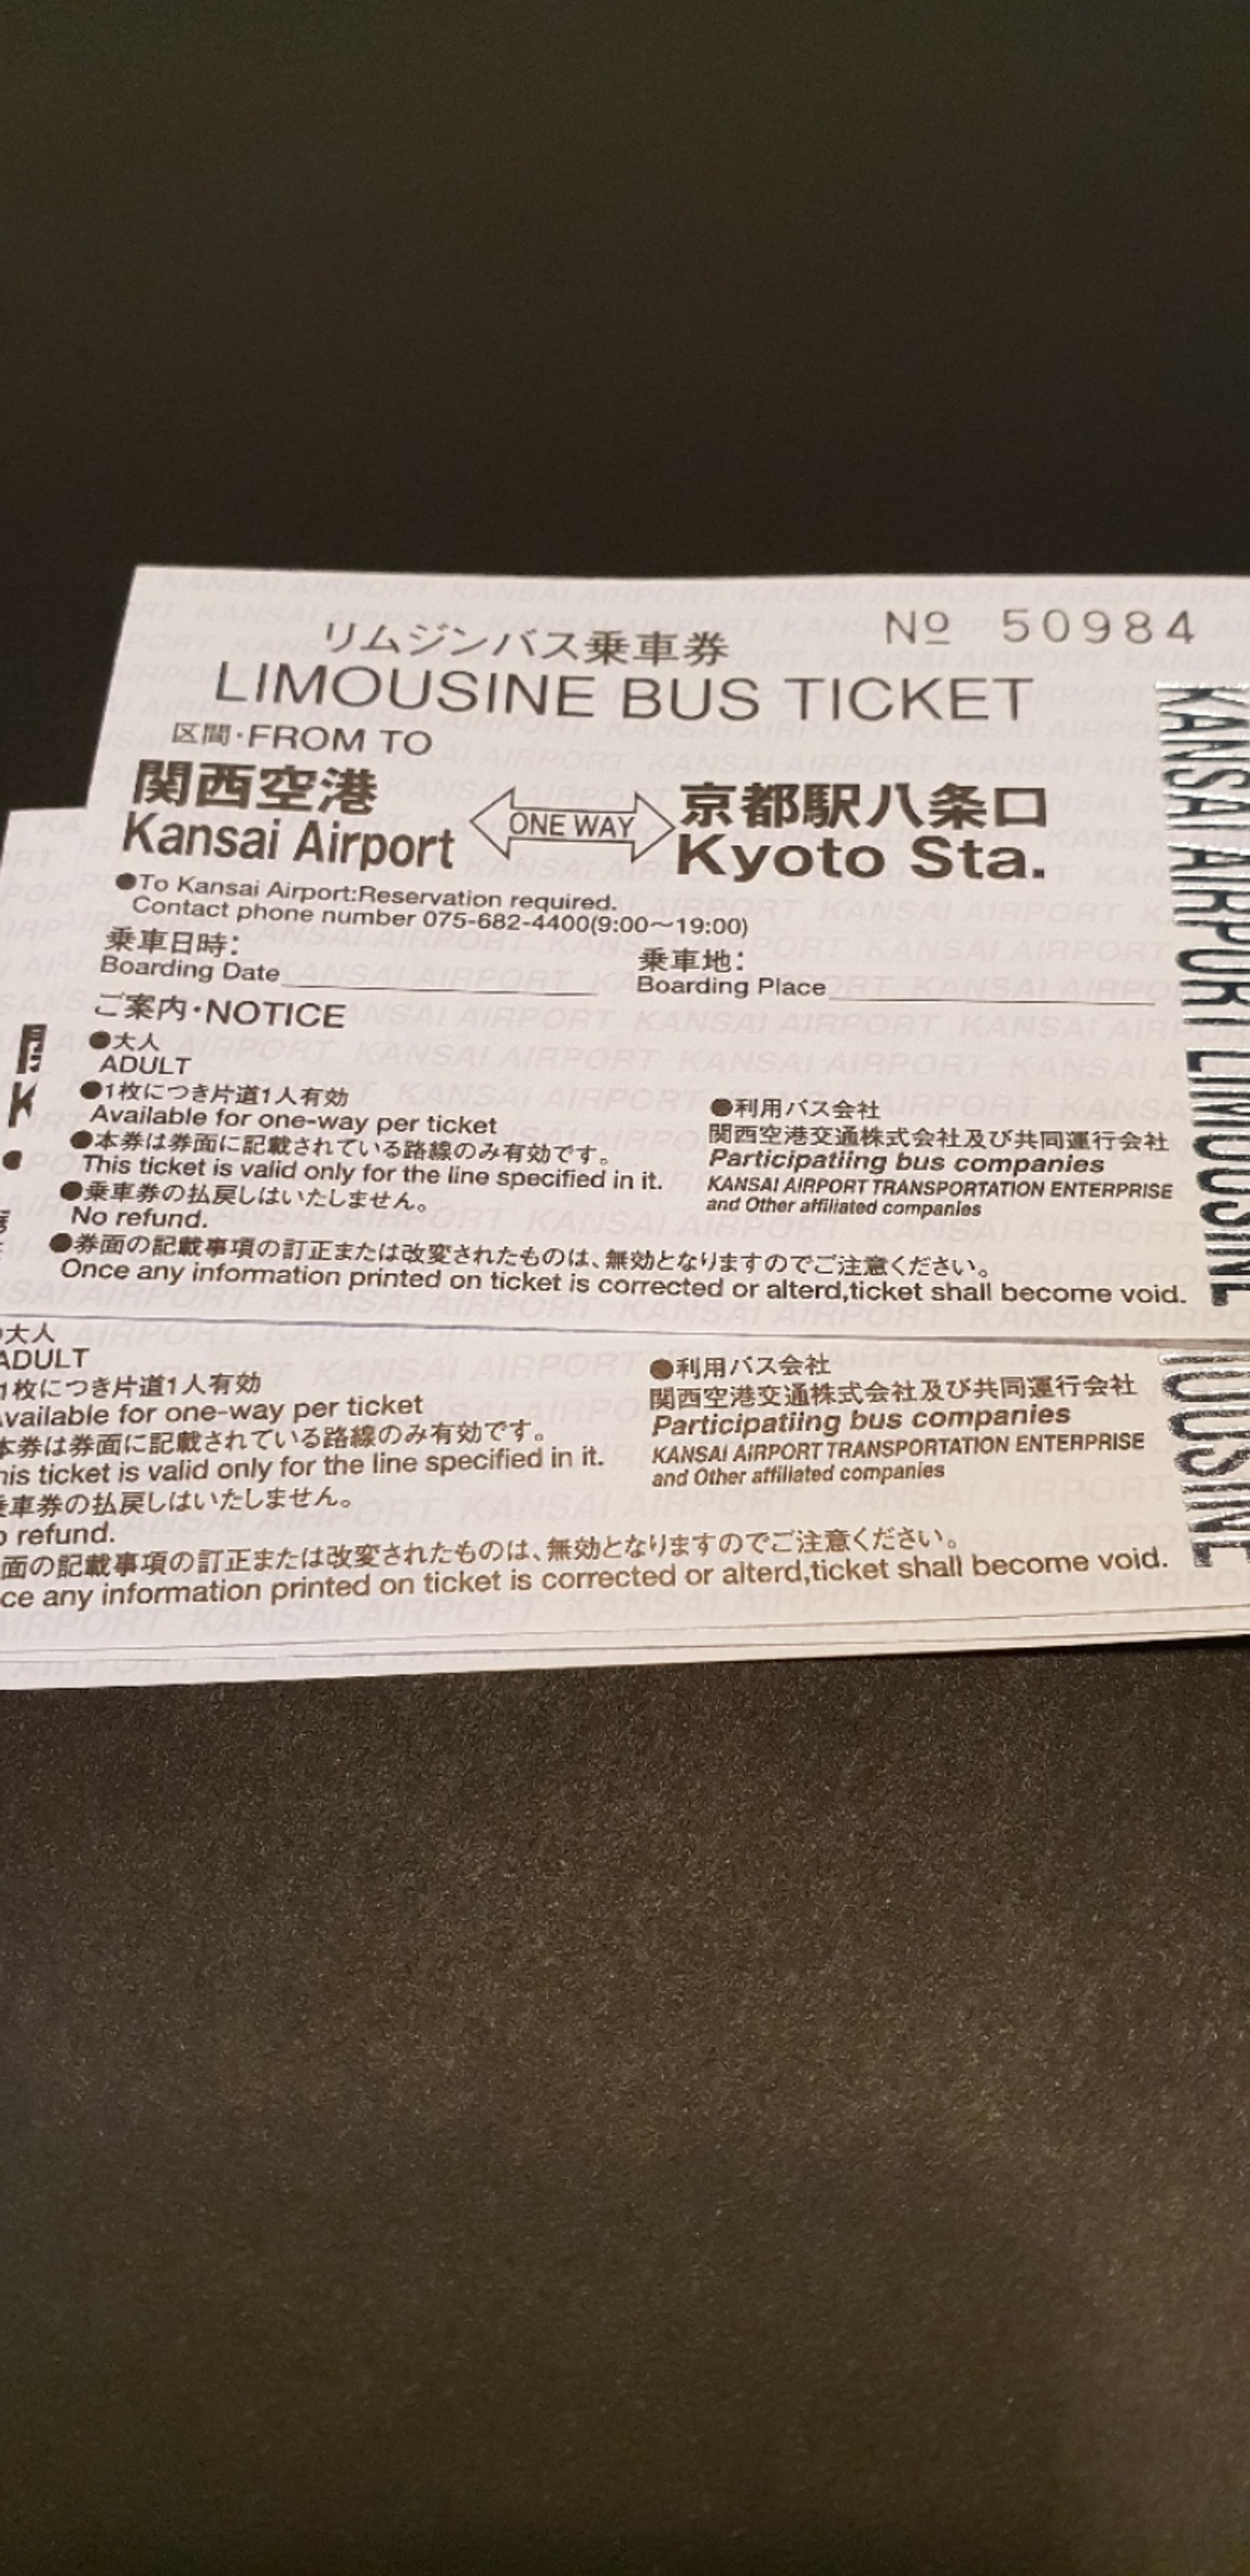 リムジンバス乗車券
No 50984
LIMOUSINE BUS TICKET
区間・FROM TO
関西空港
Kansai Airport
ONE WAY
京都駅八条口
Kyoto Sta.
●To Kansai Airport:Reservation required.
Contact phone number 075-682-4400(9:00〜19:00)
乗車日時:
Boarding Date
乗車地:
Boarding Place
ご案内・NOTICE
●大人
ADULT
●1枚につき片道1人有効
Available for one-way per ticket
●本券は券面に記載されている路線のみ有効です。
This ticket is valid only for the line specified in it.
●乗車券の払戻しはいたしません。
No refund.
●券面の記載事項の訂正または改変されたものは、無効となりますのでご注意ください。
Once any information printed on ticket is corrected or alterd,ticket shall become void.
●利用バス会社
関西空港交通株式会社及び共同運行会社
Participatiing bus companies
KANSAI AIRPORT TRANSPORTATION ENTERPRISE
and Other affiliated companies
KANSAI AIRPORT LIMOUSINE
K
大人
ADULT
1枚につき片道1人有効
vailable for one-way per ticket
本券は券面に記載されている路線のみ有効です。
his ticket is valid only for the line specified in it.
乗車券の払戻しはいたしません。
o refund.
面の記載事項の訂正または改変されたものは、無効となりますのでご注意ください。
ce any information printed on ticket is corrected or alterd,ticket shall become void.
●利用バス会社
関西空港交通株式会社及び共同運行会社
Participatiing bus companies
KANSAI AIRPORT TRANSPORTATION ENTERPRISE
and Other affiliated companies
OUSINE